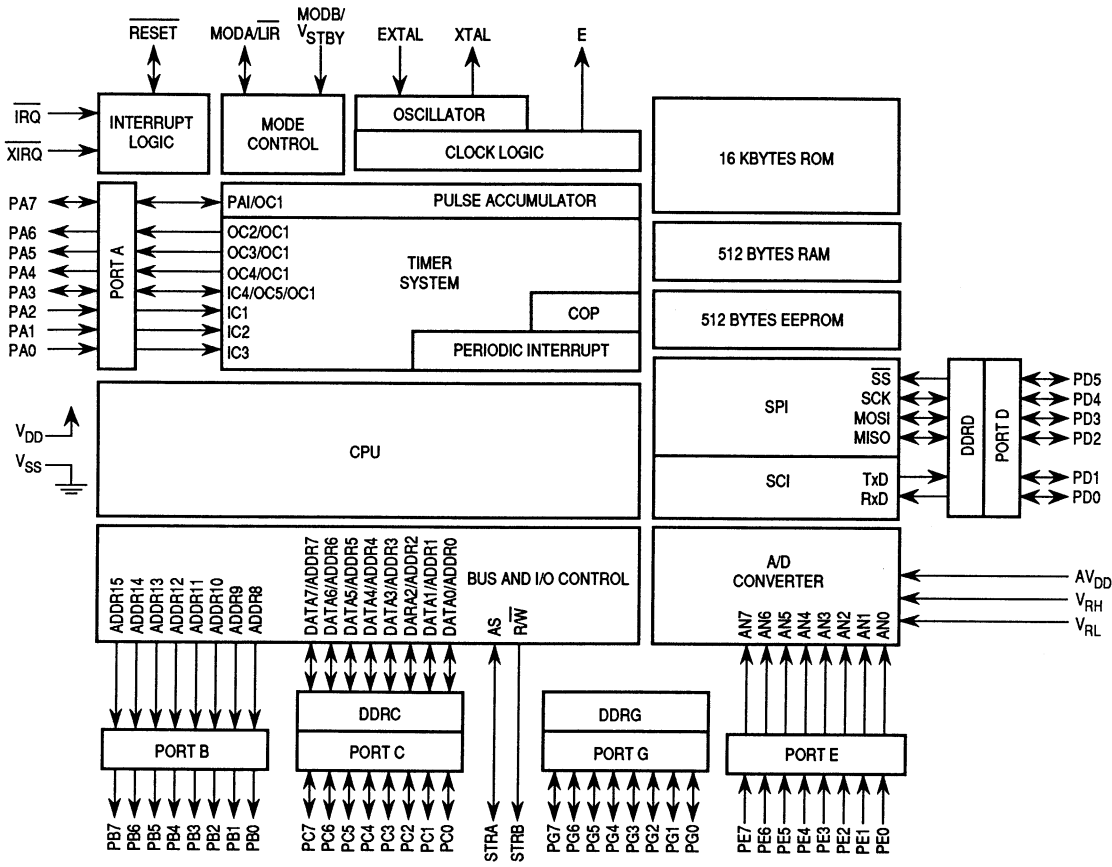 RESET
MODA/LIR
MODB/
VSTBY
EXTAL
XTAL
E
IRQ
XIRQ
INTERRUPT
LOGIC
MODE
CONTROL
OSCILLATOR
CLOCK LOGIC
16 KBYTES ROM
PA7
PA6
PA5
PA4
PA3
PA2
PA1
PA0
PORT A
PAI/OC1
PULSE ACCUMULATOR
OC2/OC1
OC3/OC1
OC4/OC1
IC4/OC5/OC1
IC1
IC2
IC3
TIMER
SYSTEM
COP
PERIODIC INTERRUPT
512 BYTES RAM
512 BYTES EEPROM
VDD
VSS
CPU
SPI
SS
SCK
MOSI
MISO
SCI
TxD
RxD
DDRD
PORT D
PD5
PD4
PD3
PD2
PD1
PD0
ADDR15
ADDR14
ADDR13
ADDR12
ADDR11
ADDR10
ADDR9
ADDR8
DATA7/ADDR7
DATA6/ADDR6
DATA5/ADDR5
DATA4/ADDR4
DATA3/ADDR3
DARA2/ADDR2
DATA1/ADDR1
DATA0/ADDR0
BUS AND I/O CONTROL
AS
R/W
A/D
CONVERTER
AN7
AN6
AN5
AN4
AN3
AN2
AN1
AN0
AVDD
VRH
VRL
PORT B
DDRC
PORT C
DDRG
PORT G
PORT E
PB7
PB6
PB5
PB4
PB3
PB2
PB1
PB0
PC7
PC6
PC5
PC4
PC3
PC2
PC1
PC0
STRA
STRB
PG7
PG6
PG5
PG4
PG3
PG2
PG1
PG0
PE7
PE6
PE5
PE4
PE3
PE2
PE1
PE0